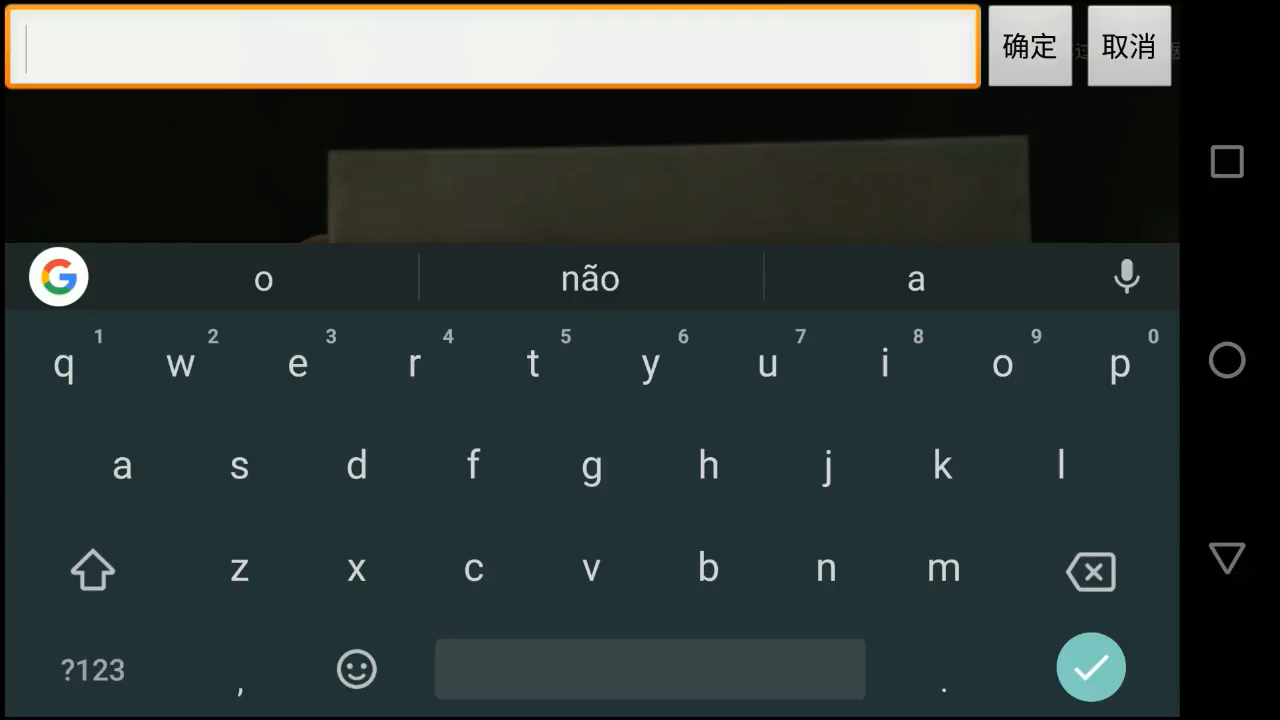 确定 取消
o não a
1 2 3 4 5 6 7 8 9 0
q w e r t y u i o p
a s d f g h j k l
z x c v b n m
?123 , .